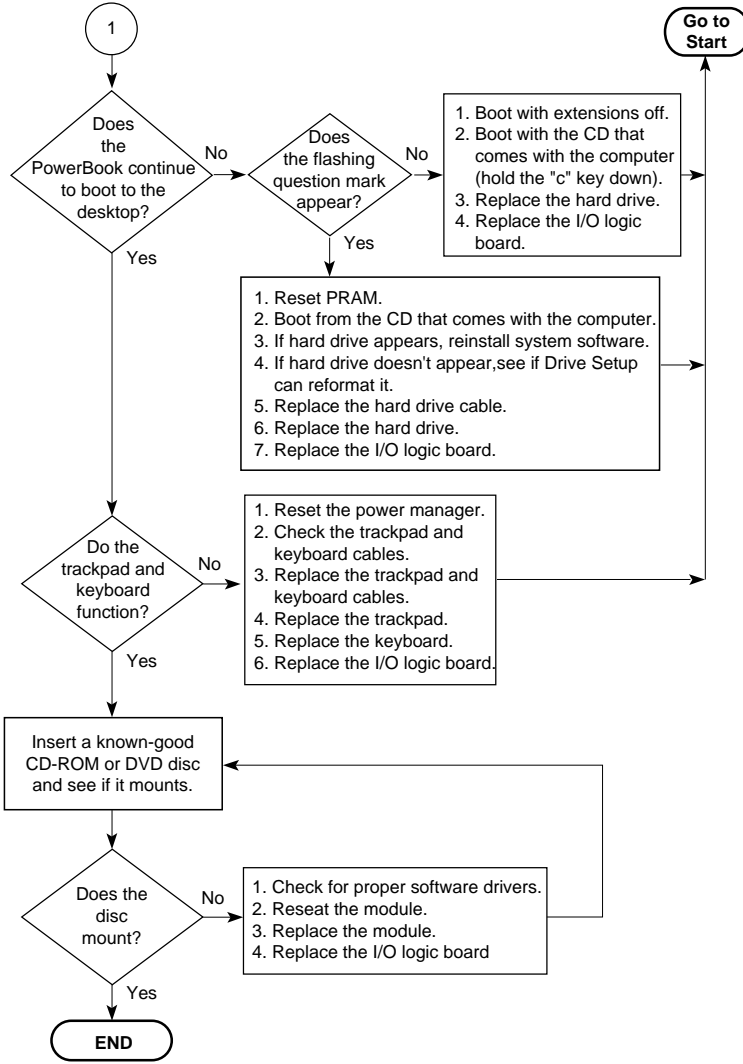 1
Go to
Start
Does
the
PowerBook continue
to boot to the
desktop?
No
Does
the flashing
question mark
appear?
No
1. Boot with extensions off.
2. Boot with the CD that
comes with the computer
(hold the "c" key down).
3. Replace the hard drive.
4. Replace the I/O logic
board.
Yes
Yes
1. Reset PRAM.
2. Boot from the CD that comes with the computer.
3. If hard drive appears, reinstall system software.
4. If hard drive doesn't appear,see if Drive Setup
can reformat it.
5. Replace the hard drive cable.
6. Replace the hard drive.
7. Replace the I/O logic board.
Do the
trackpad and
keyboard
function?
No
1. Reset the power manager.
2. Check the trackpad and
keyboard cables.
3. Replace the trackpad and
keyboard cables.
4. Replace the trackpad.
5. Replace the keyboard.
6. Replace the I/O logic board.
Yes
Insert a known-good
CD-ROM or DVD disc
and see if it mounts.
Does the
disc
mount?
No
1. Check for proper software drivers.
2. Reseat the module.
3. Replace the module.
4. Replace the I/O logic board
Yes
END